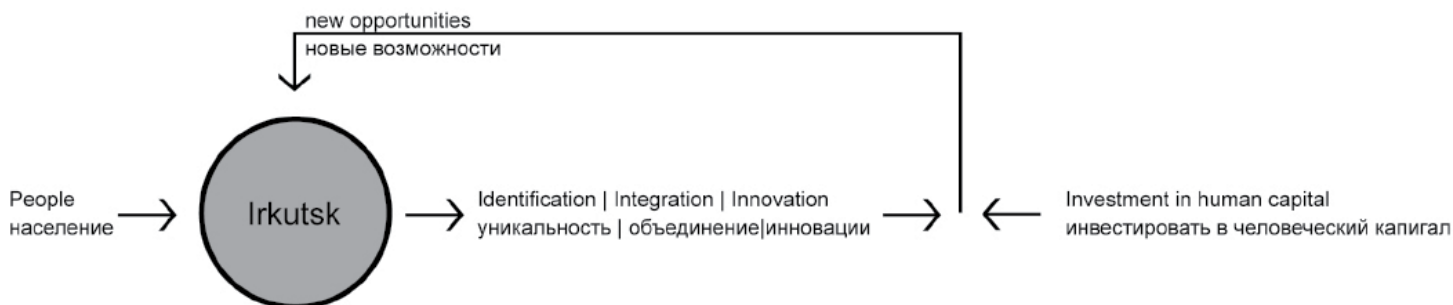 new opportunities
новые возможности
People
население
Irkutsk
Identification | Integration | Innovation
уникальность | объединение|инновации
Investment in human capital
инвестировать в человеческий капигал